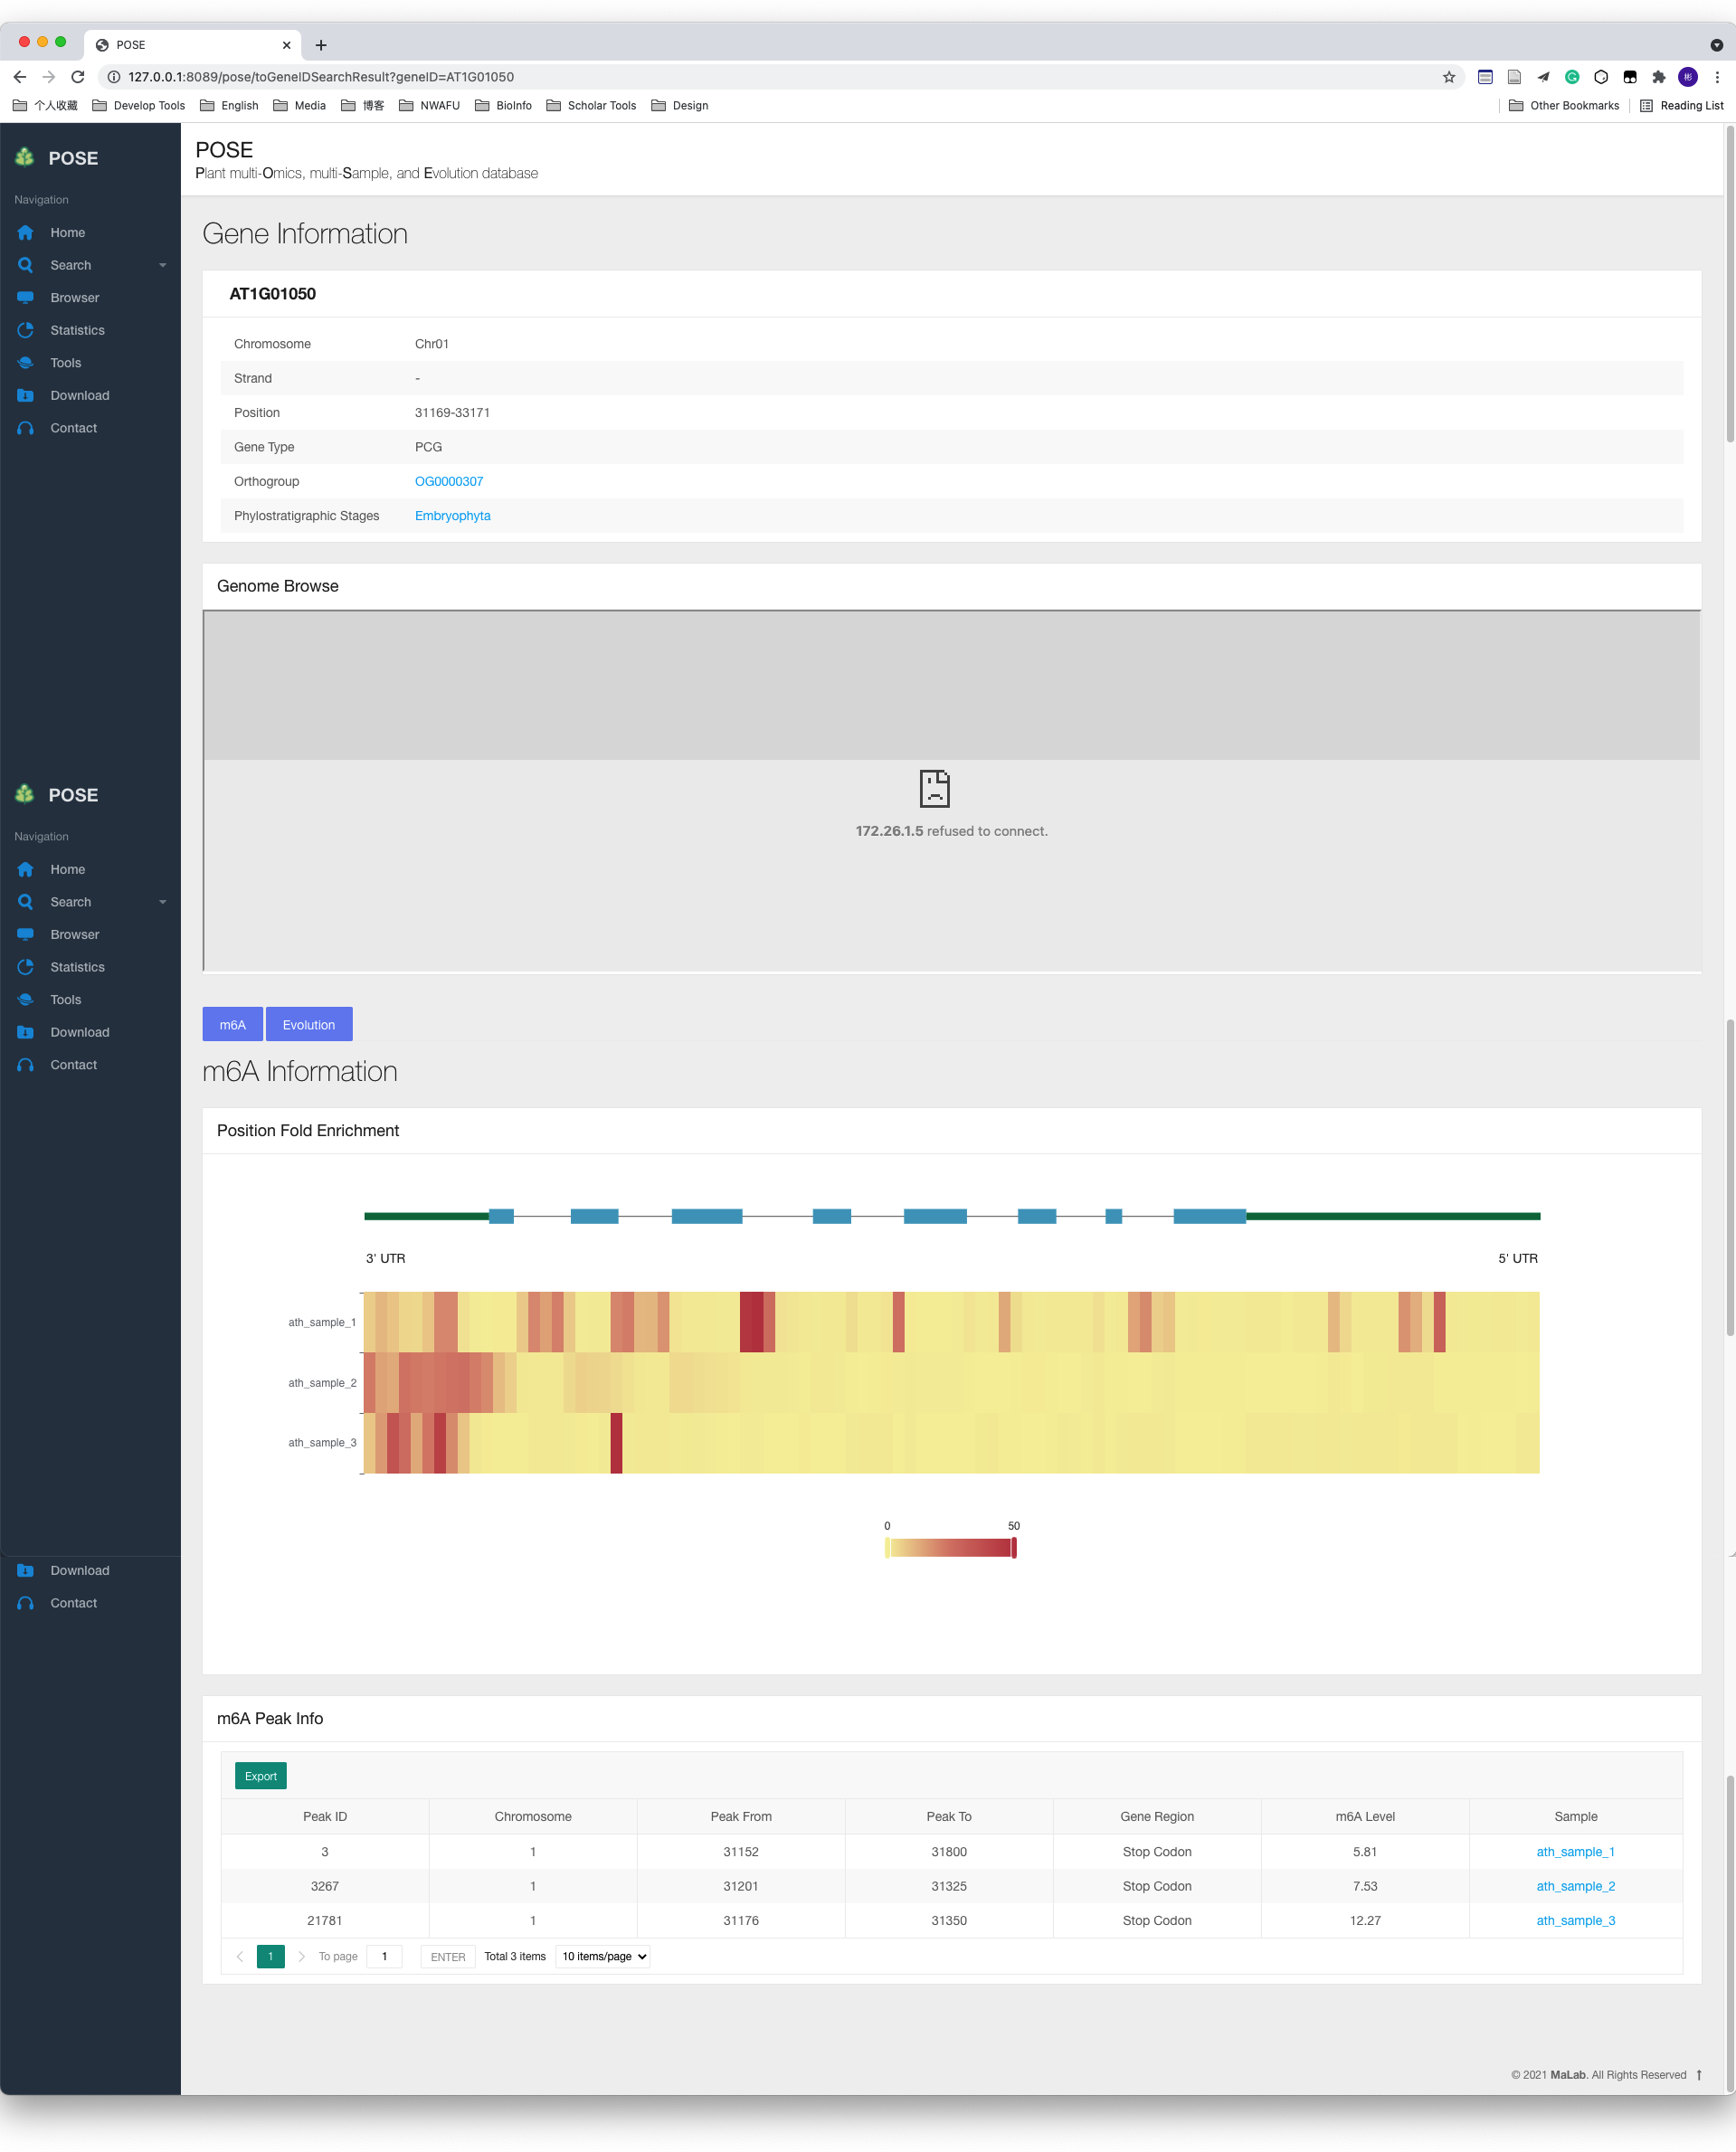 POSE
127.0.0.1:8089/pose/toGeneIDSearchResult?geneID=AT1G01050
个人收藏 Develop Tools English Media 博客 NWAFU BioInfo Scholar Tools Design Other Bookmarks Reading List
彬
POSE
Navigation
Home
Search
Browser
Statistics
Tools
Download
Contact
POSE
Navigation
Home
Search
Browser
Statistics
Tools
Download
Contact
Download
Contact
POSE
Plant multi-Omics, multi-Sample, and Evolution database
Gene Information
AT1G01050
Chromosome Chr01
Strand -
Position 31169-33171
Gene Type PCG
Orthogroup OG0000307
Phylostratigraphic Stages Embryophyta
Genome Browse
172.26.1.5 refused to connect.
m6A Evolution
m6A Information
Position Fold Enrichment
3' UTR 5' UTR
ath_sample_1
ath_sample_2
ath_sample_3
0 50
m6A Peak Info
Export
Peak ID Chromosome Peak From Peak To Gene Region m6A Level Sample
3 1 31152 31800 Stop Codon 5.81 ath_sample_1
3267 1 31201 31325 Stop Codon 7.53 ath_sample_2
21781 1 31176 31350 Stop Codon 12.27 ath_sample_3
1 To page 1 ENTER Total 3 items 10 items/page
© 2021 MaLab. All Rights Reserved